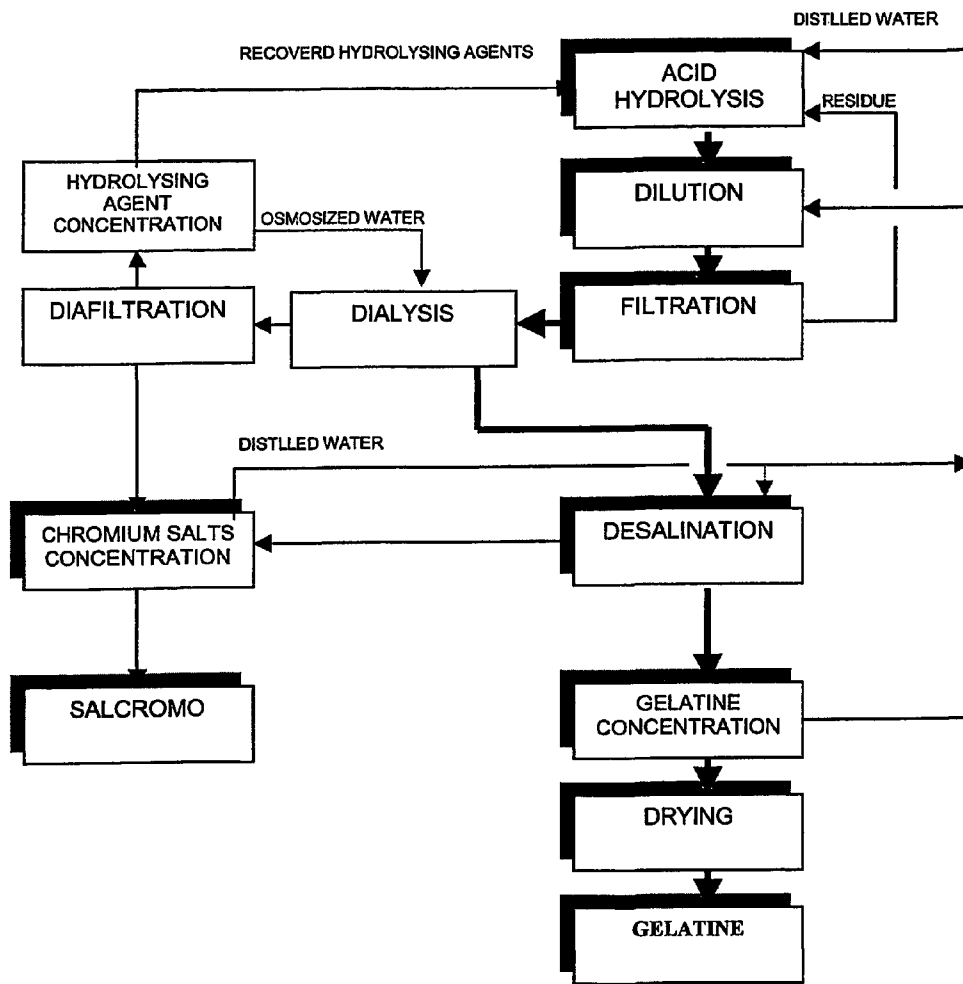 DISTLLED WATER
RECOVERD HYDROLYSING AGENTS
ACID
HYDROLYSIS
RESIDUE
HYDROLYSING
AGENT
CONCENTRATION
DILUTION
OSMOSIZED WATER
DIAFILTRATION
DIALYSIS
FILTRATION
DISTLLED WATER
CHROMIUM SALTS
CONCENTRATION
DESALINATION
SALCROMO
GELATINE
CONCENTRATION
DRYING
GELATINE